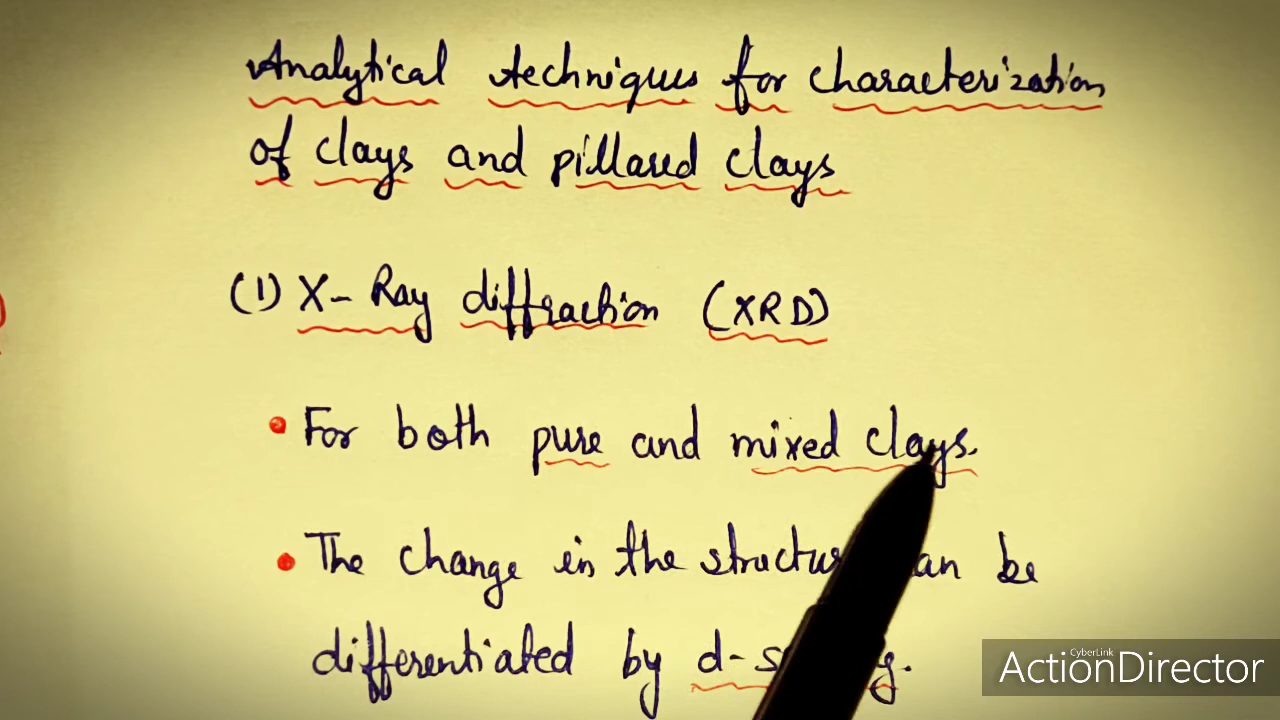 Analytical techniques for characterization
of clays and pillared clays
(1) X-Ray diffraction (XRD)
• For both pure and mixed clays.
• The change in the be
differentiated by
CyberLink
ActionDirector